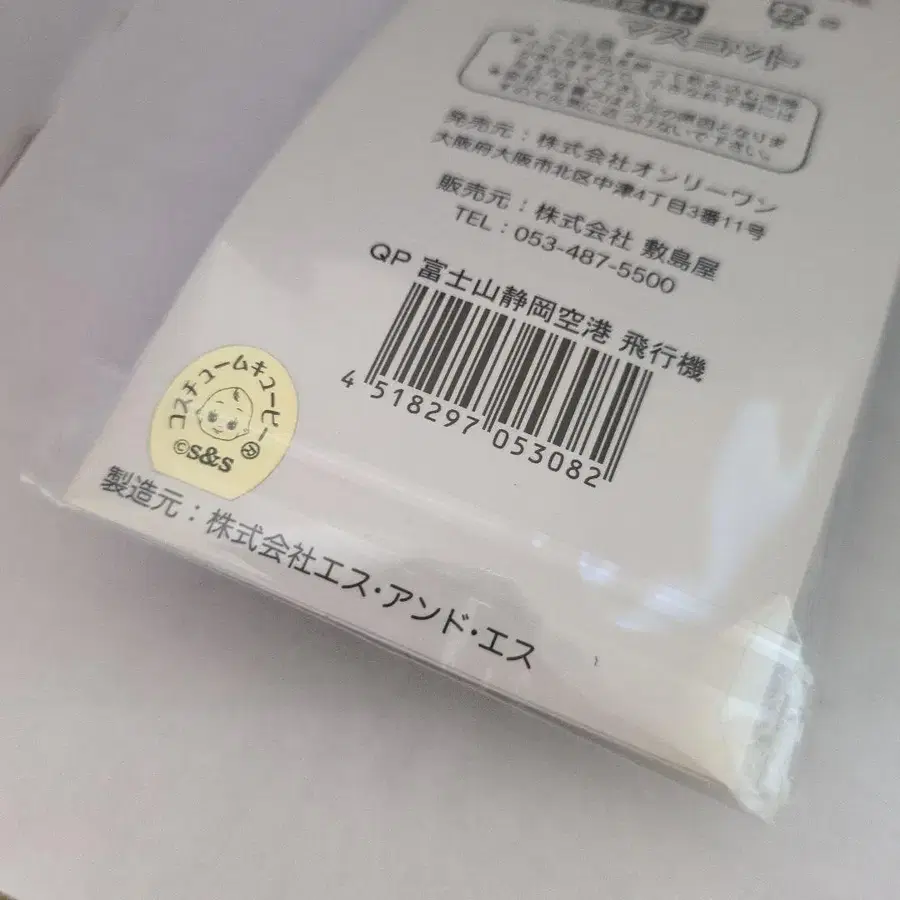 QP
マスコット
ご注意
発売元：株式会社オンリーワン
大阪府大阪市北区中津4丁目3番11号
販売元：株式会社 敷島屋
TEL：053-487-5500
QP 富士山静岡空港 飛行機
4 518297 053082
コスチュームキューピー®
©s&s
製造元：株式会社エス・アンド・エス